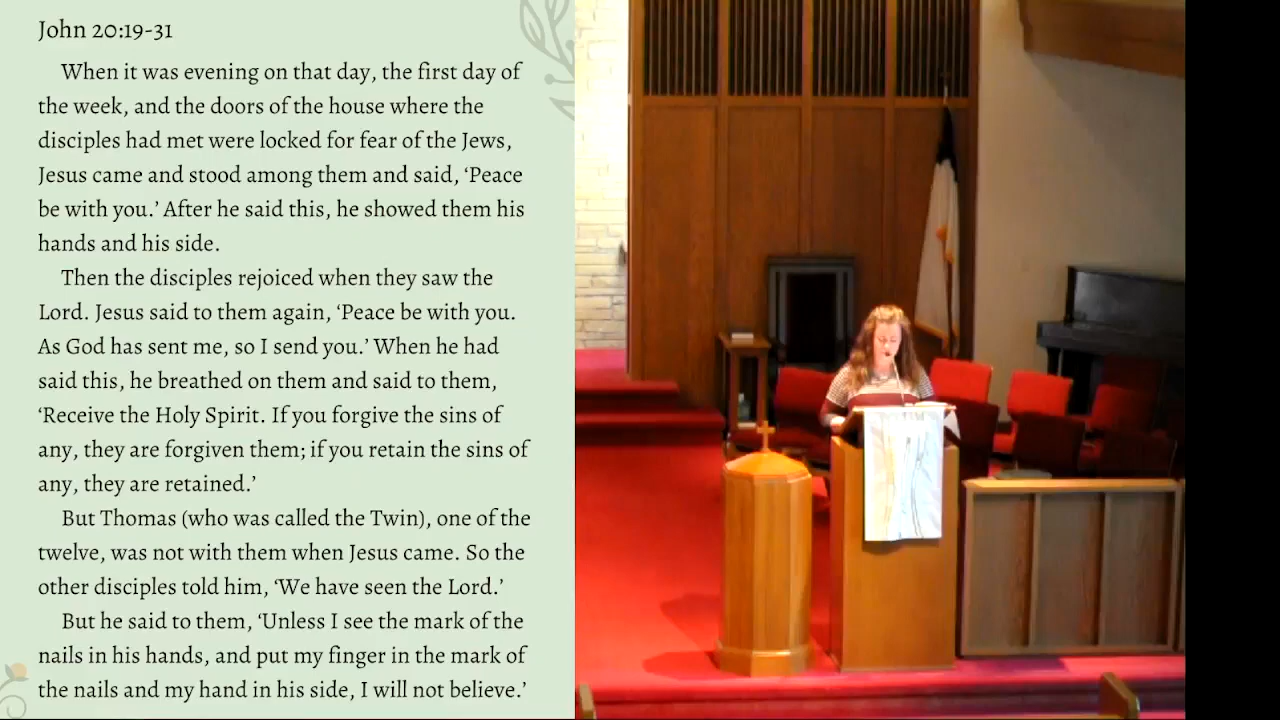 John 20:19-31
When it was evening on that day, the first day of
the week, and the doors of the house where the
disciples had met were locked for fear of the Jews,
Jesus came and stood among them and said, ‘Peace
be with you.’ After he said this, he showed them his
hands and his side.
Then the disciples rejoiced when they saw the
Lord. Jesus said to them again, ‘Peace be with you.
As God has sent me, so I send you.’ When he had
said this, he breathed on them and said to them,
‘Receive the Holy Spirit. If you forgive the sins of
any, they are forgiven them; if you retain the sins of
any, they are retained.’
But Thomas (who was called the Twin), one of the
twelve, was not with them when Jesus came. So the
other disciples told him, ‘We have seen the Lord.’
But he said to them, ‘Unless I see the mark of the
nails in his hands, and put my finger in the mark of
the nails and my hand in his side, I will not believe.’